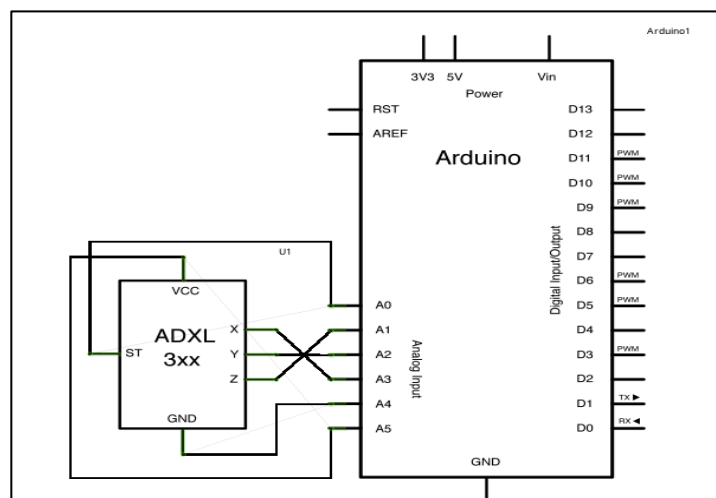 Arduino1
3V3 5V Vin
Power
RST D13
AREF D12
Arduino
D11 PWM
D10 PWM
D9 PWM
D8
D7
D6 PWM
D5 PWM
D4
D3 PWM
D2
D1 TX ▶
D0 RX ◀
Digital Input/Output
Analog Input
A0
A1
A2
A3
A4
A5
GND
U1
VCC
ADXL
3xx
ST
X
Y
Z
GND